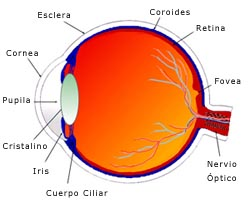 Coroides
Esclera
Retina
Cornea
Fovea
Pupila
Cristalino
Iris
Nervio
Óptico
Cuerpo Ciliar